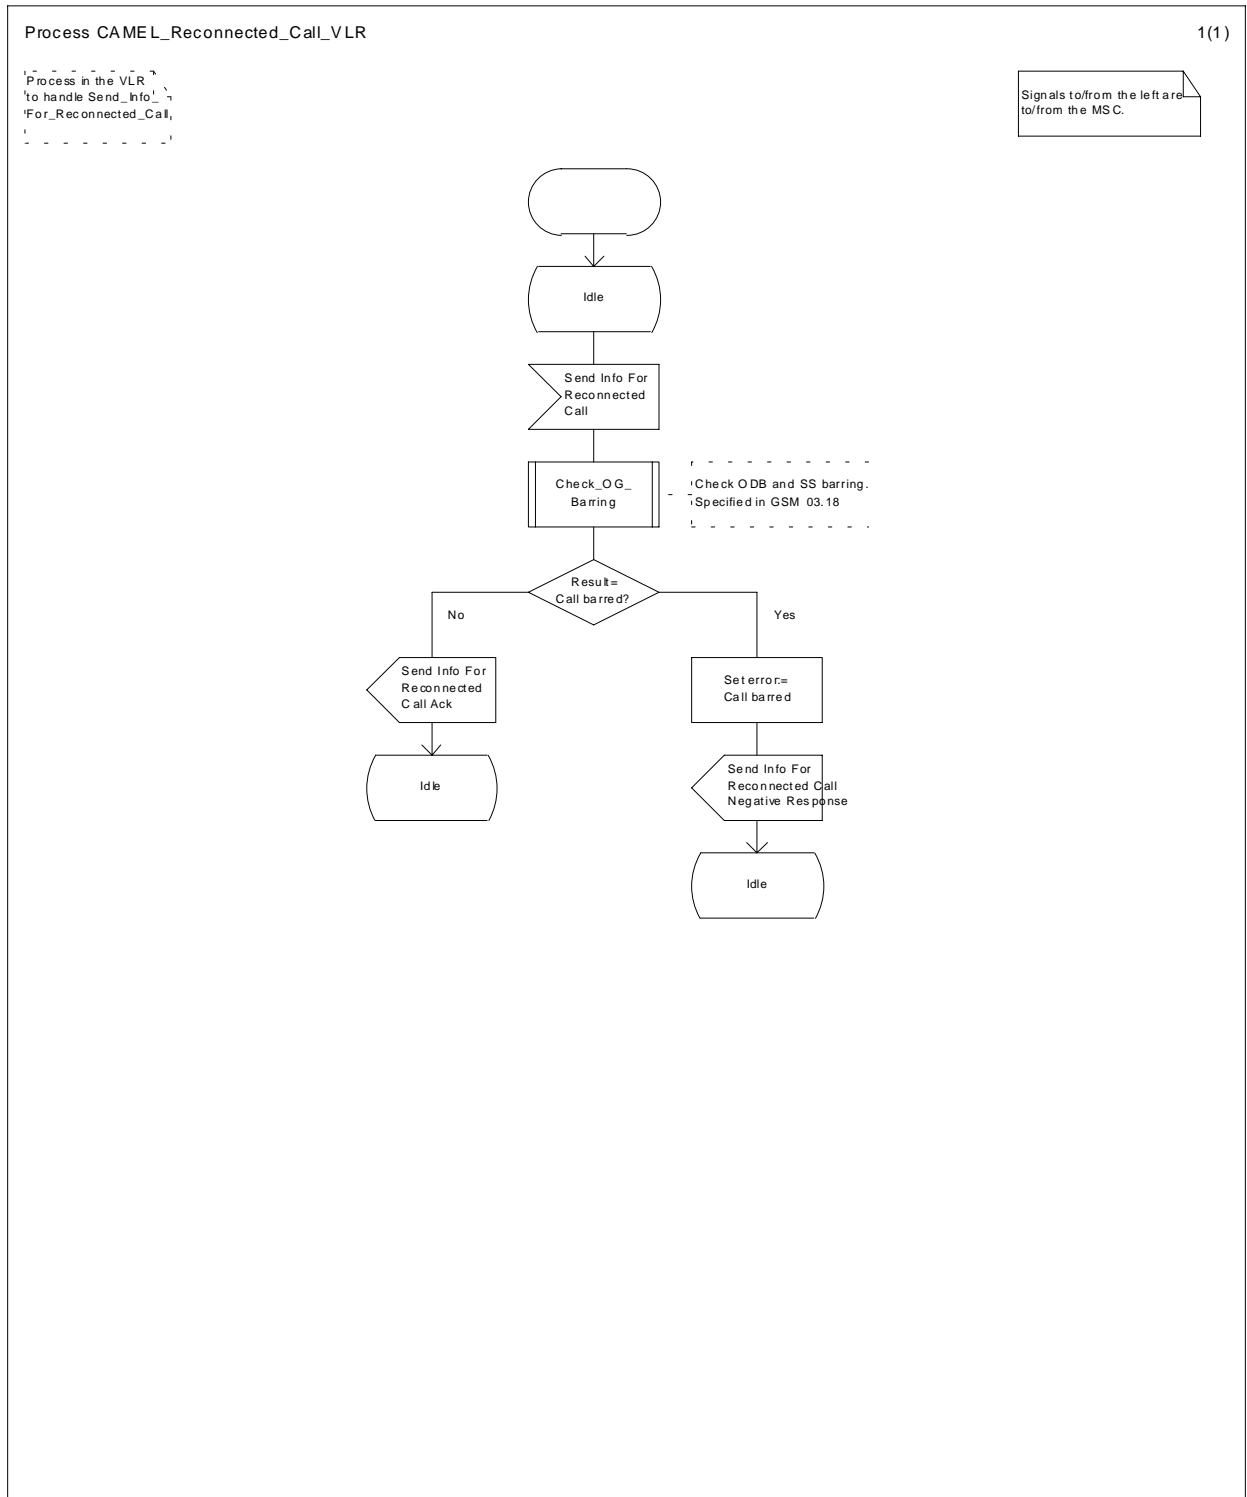 Process CAMEL_Reconnected_Call_VLR
1(1)
Process in the VLR
to handle Send_Info_
For_Reconnected_Call
Signals to/from the left are
to/from the MSC.
Idle
Send Info For
Reconnected
Call
Check_OG_
Barring
Check ODB and SS barring.
Specified in GSM 03.18
Result=
Call barred?
No
Yes
Send Info For
Reconnected
Call Ack
Set error:=
Call barred
Idle
Send Info For
Reconnected Call
Negative Response
Idle